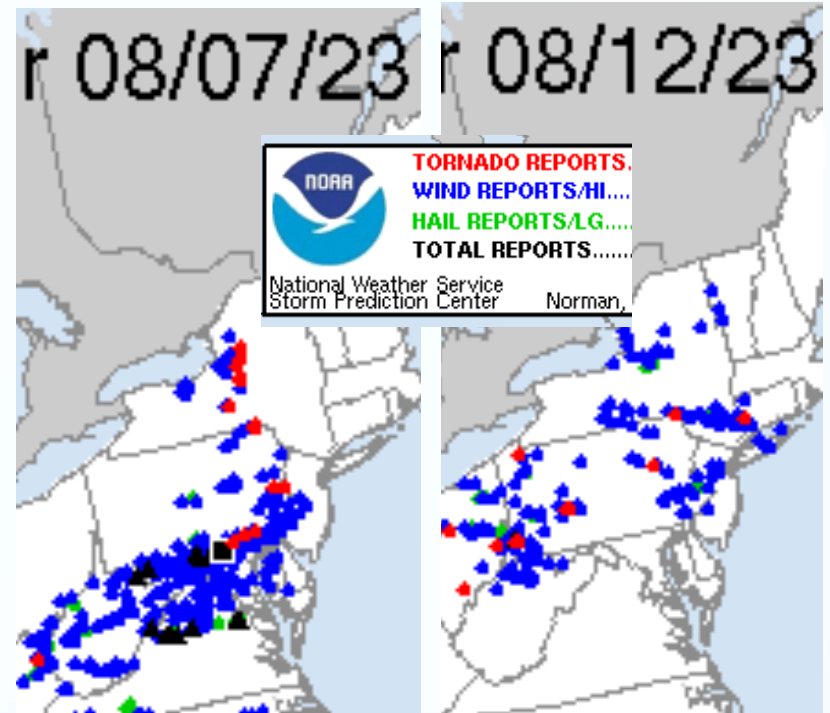 r 08/07/23
r 08/12/23
NOAA
TORNADO REPORTS.
WIND REPORTS/HI....
HAIL REPORTS/LG.....
TOTAL REPORTS.......
National Weather Service
Storm Prediction Center Norman,